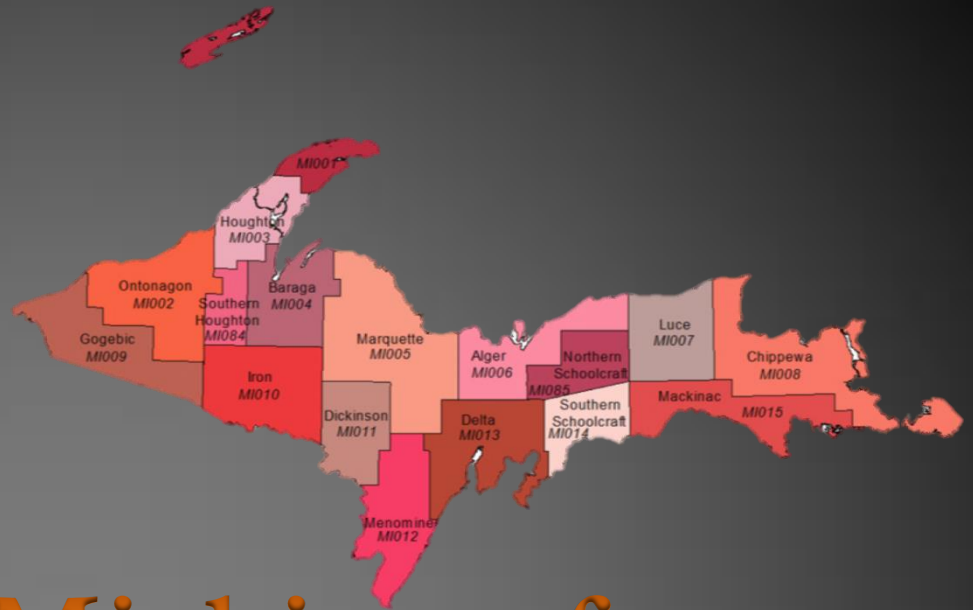 MI001
Houghton
MI003
Ontonagon
MI002
Southern
Houghton
MI084
Baraga
MI004
Gogebic
MI009
Iron
MI010
Marquette
MI005
Dickinson
MI011
Menomine
MI012
Alger
MI006
Northern
Schoolcraft
MI085
Delta
MI013
Southern
Schoolcraft
MI014
Luce
MI007
Mackinac
MI015
Chippewa
MI008